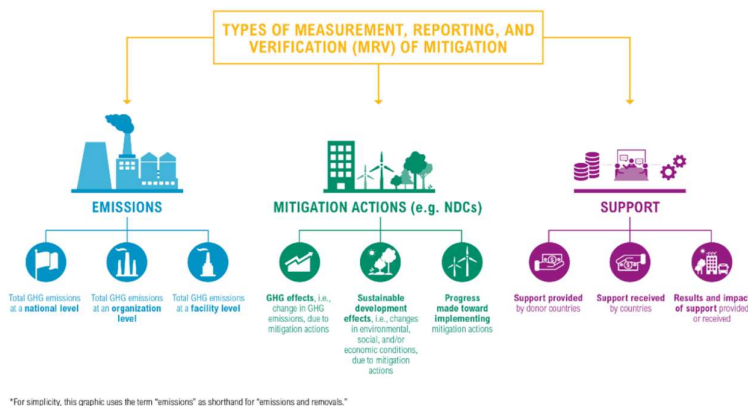 TYPES OF MEASUREMENT, REPORTING, AND
VERIFICATION (MRV) OF MITIGATION
EMISSIONS
Total GHG emissions
at a national level
Total GHG emissions
at an organization
level
Total GHG emissions
at a facility level
MITIGATION ACTIONS (e.g. NDCs)
GHG effects, i.e.,
change in GHG
emissions, due to
mitigation actions
Sustainable
development
effects, i.e., changes
in environmental,
social, and/or
economic conditions,
due to mitigation
actions
Progress
made toward
implementing
mitigation actions
SUPPORT
Support provided
by donor countries
Support received
by countries
Results and impact
of support provided
or received
*For simplicity, this graphic uses the term “emissions” as shorthand for “emissions and removals.”